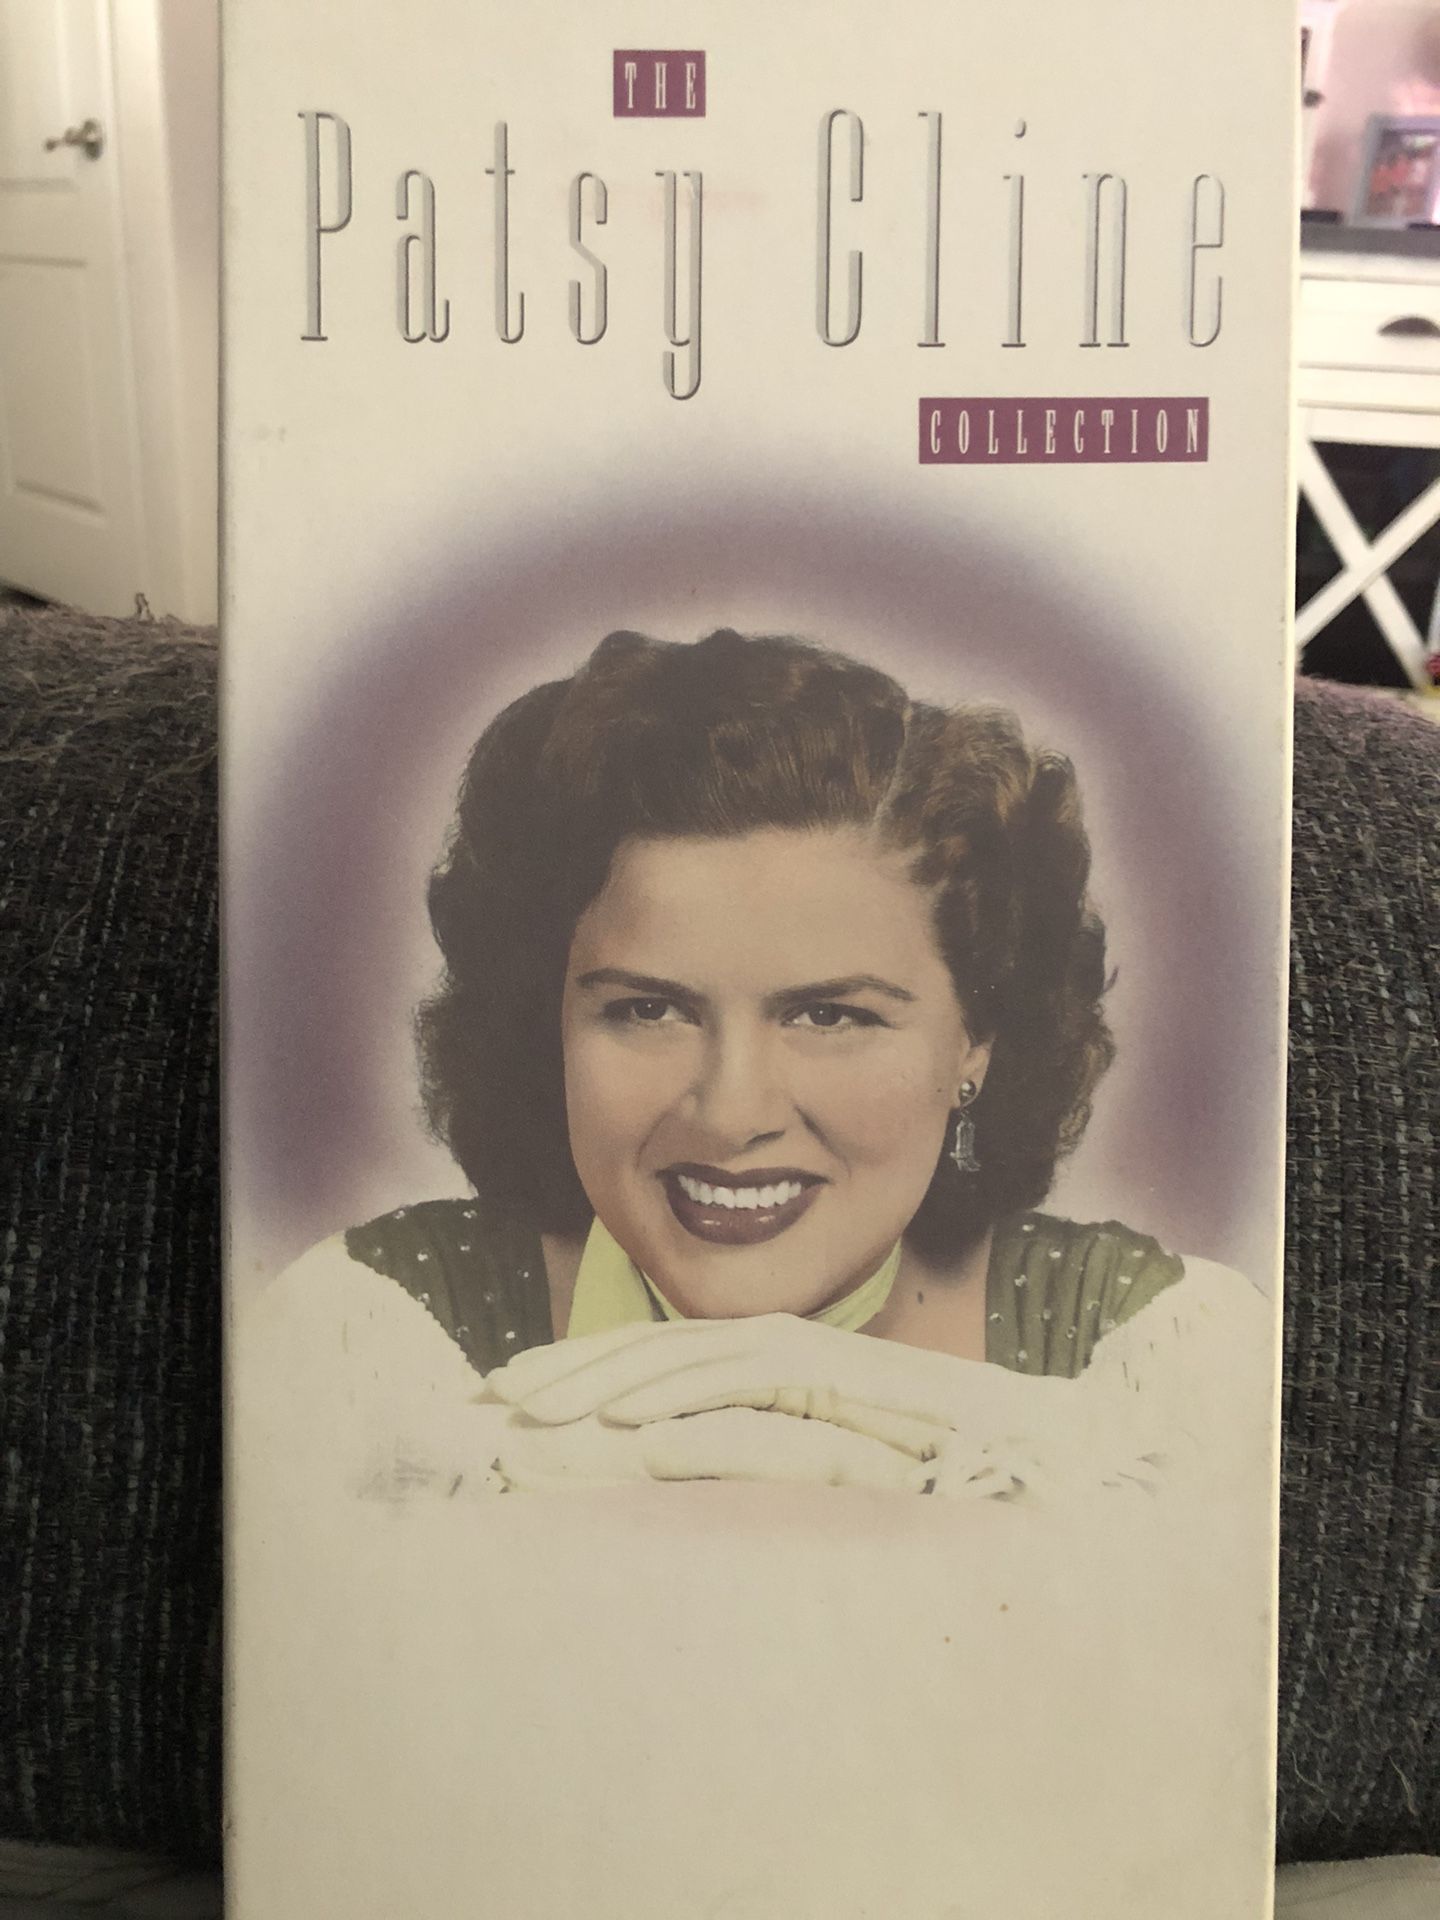 THE
Patsy Cline
COLLECTION